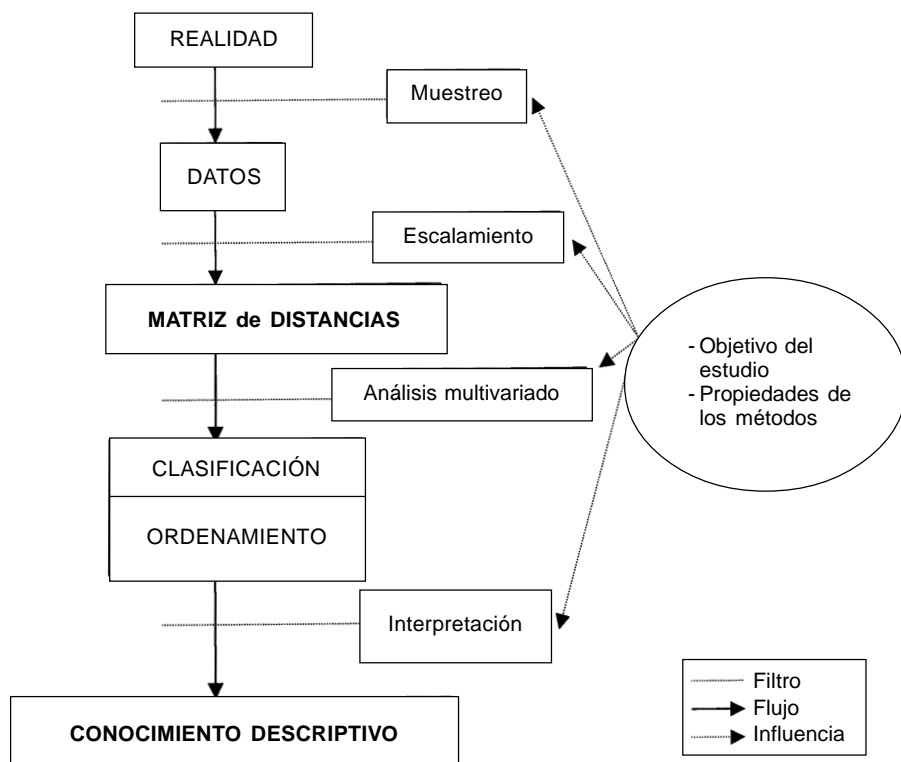 REALIDAD
Muestreo
DATOS
Escalamiento
MATRIZ de DISTANCIAS
- Objetivo del
estudio
- Propiedades de
los métodos
Análisis multivariado
CLASIFICACIÓN
ORDENAMIENTO
Interpretación
Filtro
Flujo
Influencia
CONOCIMIENTO DESCRIPTIVO